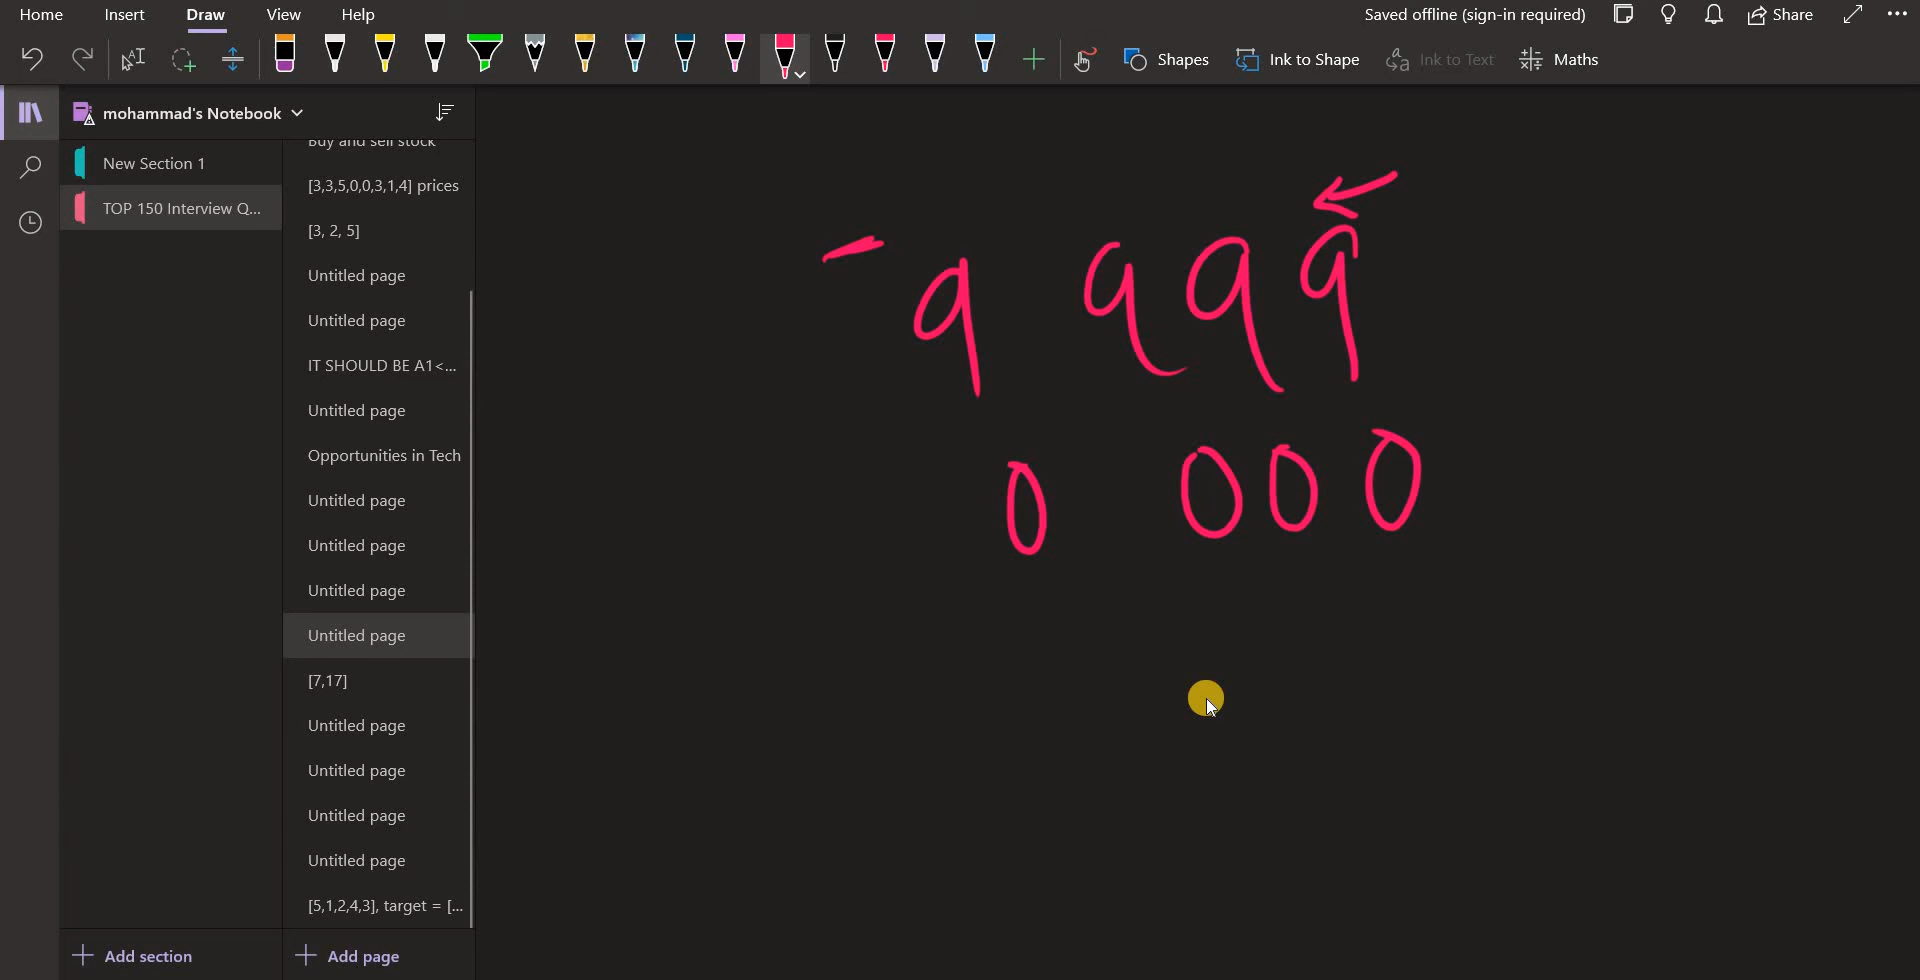 Home Insert Draw View Help Saved offline (sign-in required) Share
Shapes Ink to Shape Ink to Text Maths
mohammad's Notebook
New Section 1
TOP 150 Interview Q...
Buy and sell stock
[3,3,5,0,0,3,1,4] prices
[3, 2, 5]
Untitled page
Untitled page
IT SHOULD BE A1<...
Untitled page
Opportunities in Tech
Untitled page
Untitled page
Untitled page
Untitled page
[7,17]
Untitled page
Untitled page
Untitled page
Untitled page
[5,1,2,4,3], target = [...
Add section
Add page
- 9 9 9 9
0 0 0 0